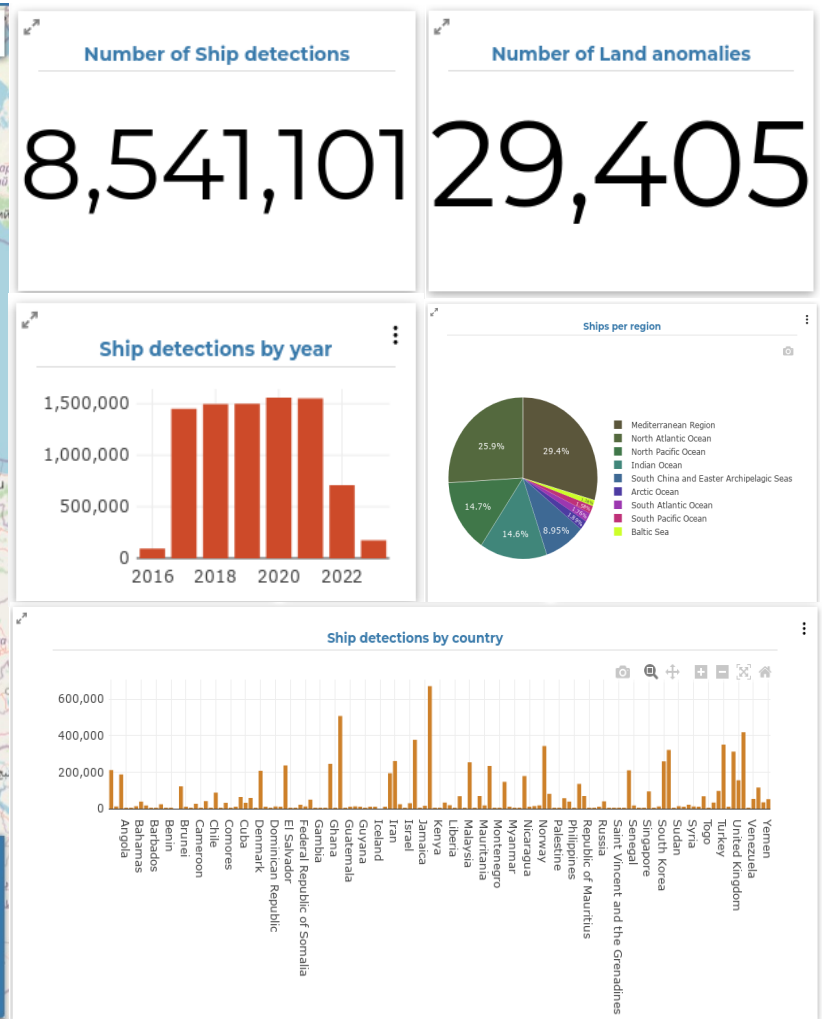 Number of Ship detections
8,541,101
Number of Land anomalies
29,405
Ship detections by year
1,500,000
1,000,000
500,000
0
2016 2018 2020 2022
Ships per region
29.4%
25.9%
14.7%
14.6%
8.95%
Mediterranean Region
North Atlantic Ocean
North Pacific Ocean
Indian Ocean
South China and Easter Archipelagic Seas
Arctic Ocean
South Atlantic Ocean
South Pacific Ocean
Baltic Sea
Ship detections by country
600,000
400,000
200,000
0
Angola
Bahamas
Barbados
Benin
Brunei
Cameroon
Chile
Comores
Cuba
Denmark
Dominican Republic
El Salvador
Federal Republic of Somalia
Gambia
Ghana
Guatemala
Guyana
Iceland
Iran
Israel
Jamaica
Kenya
Liberia
Malaysia
Mauritania
Montenegro
Myanmar
Nicaragua
Norway
Palestine
Philippines
Republic of Mauritius
Russia
Saint Vincent and the Grenadines
Senegal
Singapore
South Korea
Sudan
Syria
Togo
Turkey
United Kingdom
Venezuela
Yemen